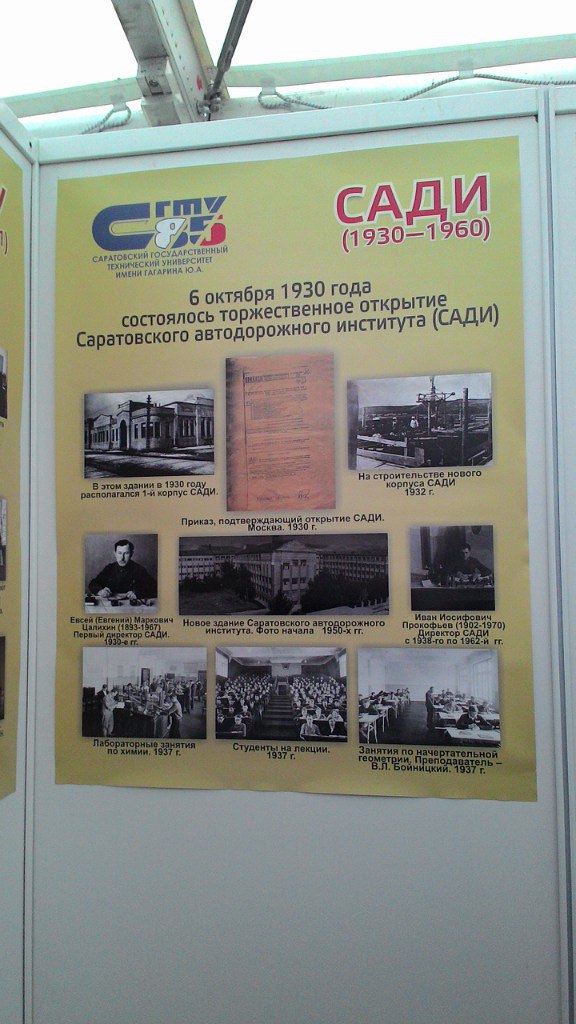 СГТУ
85
САРАТОВСКИЙ ГОСУДАРСТВЕННЫЙ
ТЕХНИЧЕСКИЙ УНИВЕРСИТЕТ
ИМЕНИ ГАГАРИНА Ю.А.
САДИ
(1930—1960)
6 октября 1930 года
состоялось торжественное открытие
Саратовского автодорожного института (САДИ)
В этом здании в 1930 году
располагался 1-й корпус САДИ.
На строительстве нового
корпуса САДИ
1932 г.
Приказ, подтверждающий открытие САДИ.
Москва. 1930 г.
Евсей (Евгений) Маркович
Цалихин (1893-1967)
Первый директор САДИ.
1930-е гг.
Новое здание Саратовского автодорожного
института. Фото начала 1950-х гг.
Иван Иосифович
Прокофьев (1902-1970)
Директор САДИ
с 1938-го по 1962-й гг.
Лабораторные занятия
по химии. 1937 г.
Студенты на лекции.
1937 г.
Занятия по начертательной
геометрии. Преподаватель –
В.Л. Бойницкий. 1937 г.